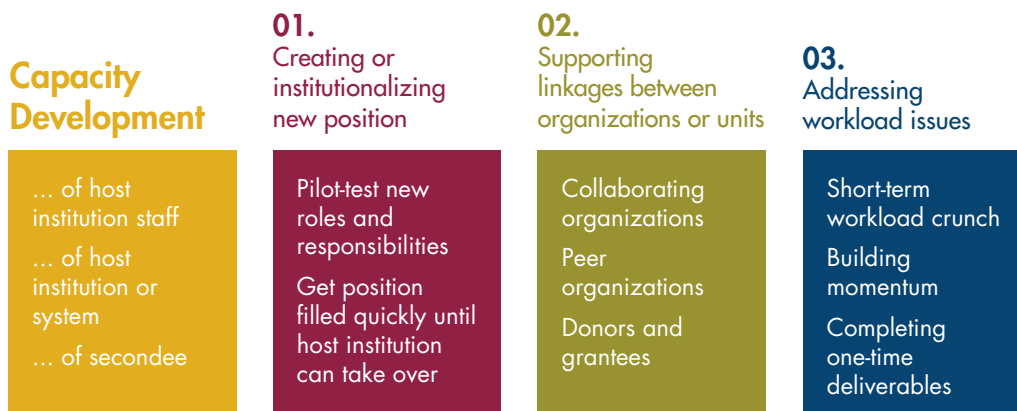 Capacity
Development
… of host
institution staff
… of host
institution or
system
… of secondee
01.
Creating or
institutionalizing
new position
Pilot-test new
roles and
responsibilities
Get position
filled quickly until
host institution
can take over
02.
Supporting
linkages between
organizations or units
Collaborating
organizations
Peer
organizations
Donors and
grantees
03.
Addressing
workload issues
Short-term
workload crunch
Building
momentum
Completing
one-time
deliverables